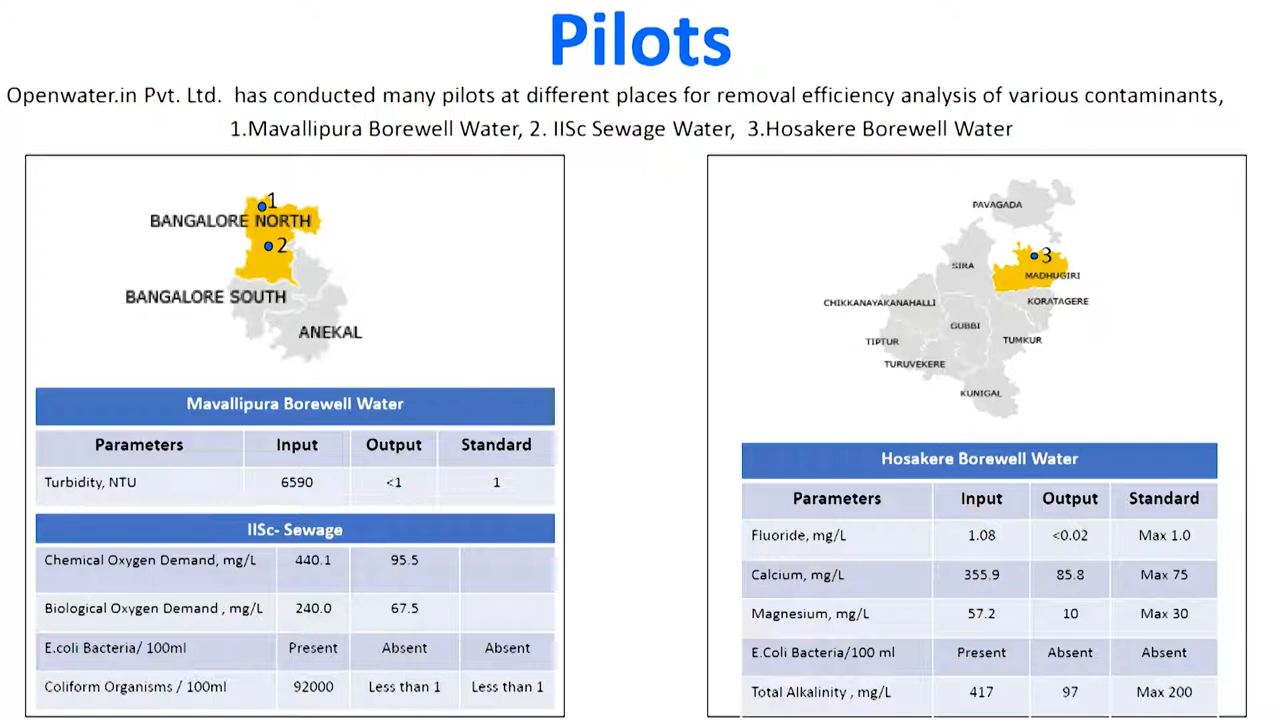 Pilots
Openwater.in Pvt. Ltd.  has conducted many pilots at different places for removal efficiency analysis of various contaminants,
1.Mavallipura Borewell Water, 2. IISc Sewage Water,  3.Hosakere Borewell Water
1
BANGALORE NORTH
2
BANGALORE SOUTH
ANEKAL
Mavallipura Borewell Water
Parameters Input Output Standard
Turbidity, NTU 6590 <1 1
IISc- Sewage
Chemical Oxygen Demand, mg/L 440.1 95.5
Biological Oxygen Demand , mg/L 240.0 67.5
E.coli Bacteria/ 100ml Present Absent Absent
Coliform Organisms / 100ml 92000 Less than 1 Less than 1
PAVAGADA
3
SIRA
MADHUGIRI
CHIKKANAYAKANAHALLI
KORATAGERE
GUBBI
TIPTUR
TUMKUR
TURUVEKERE
KUNIGAL
Hosakere Borewell Water
Parameters Input Output Standard
Fluoride, mg/L 1.08 <0.02 Max 1.0
Calcium, mg/L 355.9 85.8 Max 75
Magnesium, mg/L 57.2 10 Max 30
E.Coli Bacteria/100 ml Present Absent Absent
Total Alkalinity , mg/L 417 97 Max 200